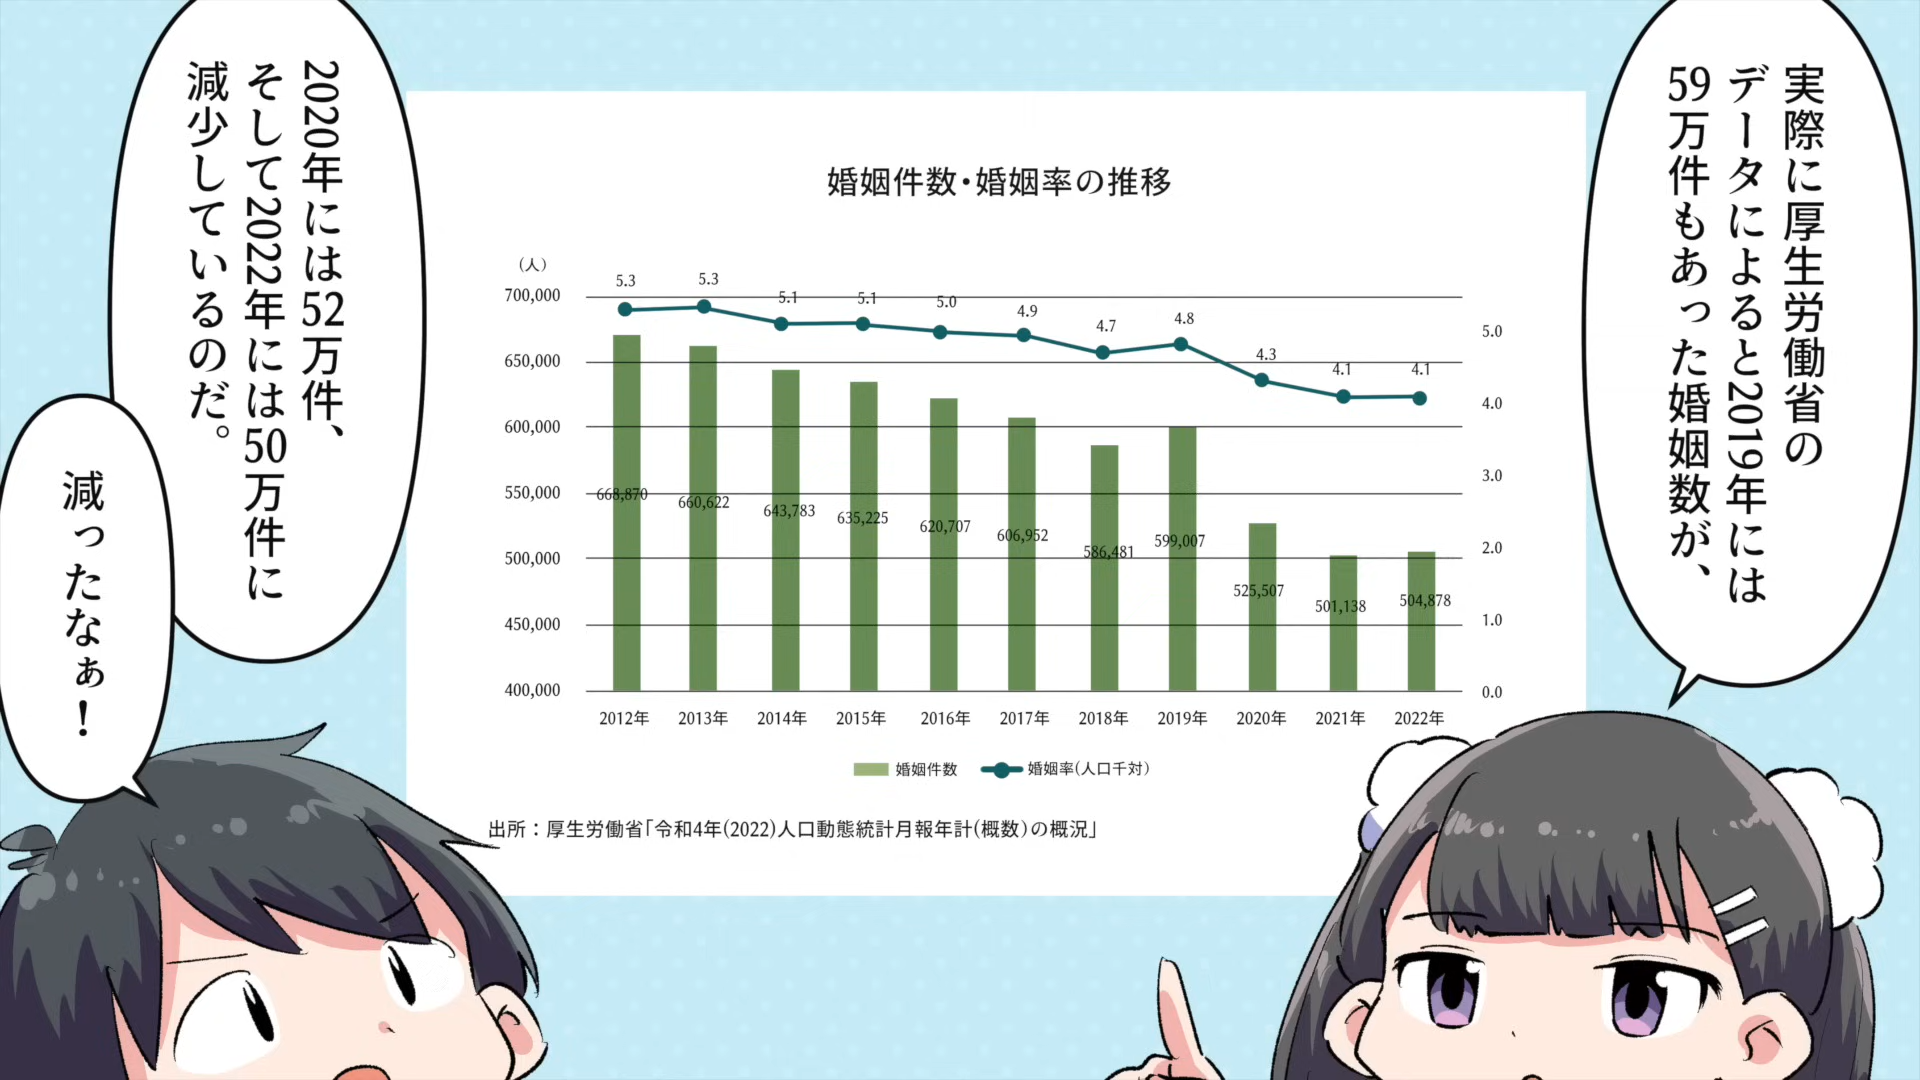 実際に厚生労働省の
データによると2019年には
59万件もあった婚姻数が、
2020年には52万件、
そして2022年には50万件に
減少しているのだ。
減ったなぁ！
婚姻件数・婚姻率の推移
（人）
700,000
650,000
600,000
550,000
500,000
450,000
400,000
5.3
5.3
5.1
5.1
5.0
4.9
4.7
4.8
4.3
4.1
4.1
668,870
660,622
643,783
635,225
620,707
606,952
586,481
599,007
525,507
501,138
504,878
5.0
4.0
3.0
2.0
1.0
0.0
2012年 2013年 2014年 2015年 2016年 2017年 2018年 2019年 2020年 2021年 2022年
婚姻件数 婚姻率(人口千対)
出所：厚生労働省「令和4年(2022)人口動態統計月報年計(概数)の概況」